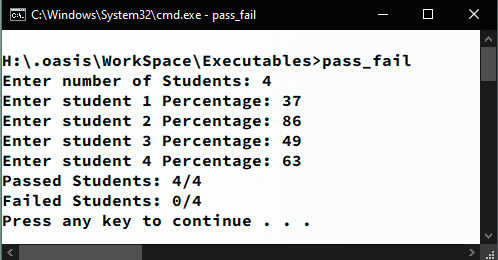 C:\Windows\System32\cmd.exe - pass_fail
H:\.oasis\WorkSpace\Executables>pass_fail
Enter number of Students: 4
Enter student 1 Percentage: 37
Enter student 2 Percentage: 86
Enter student 3 Percentage: 49
Enter student 4 Percentage: 63
Passed Students: 4/4
Failed Students: 0/4
Press any key to continue . . .